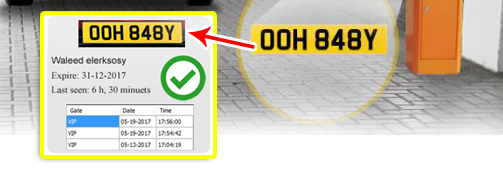 OOH 848Y
OOH 848Y
Waleed elerksosy
Expire: 31-12-2017
Last seen: 6 h, 30 minuets
Gate Date Time
VIP 05-19-2017 17:56:00
VIP 05-19-2017 17:54:42
VIP 05-13-2017 17:04:19